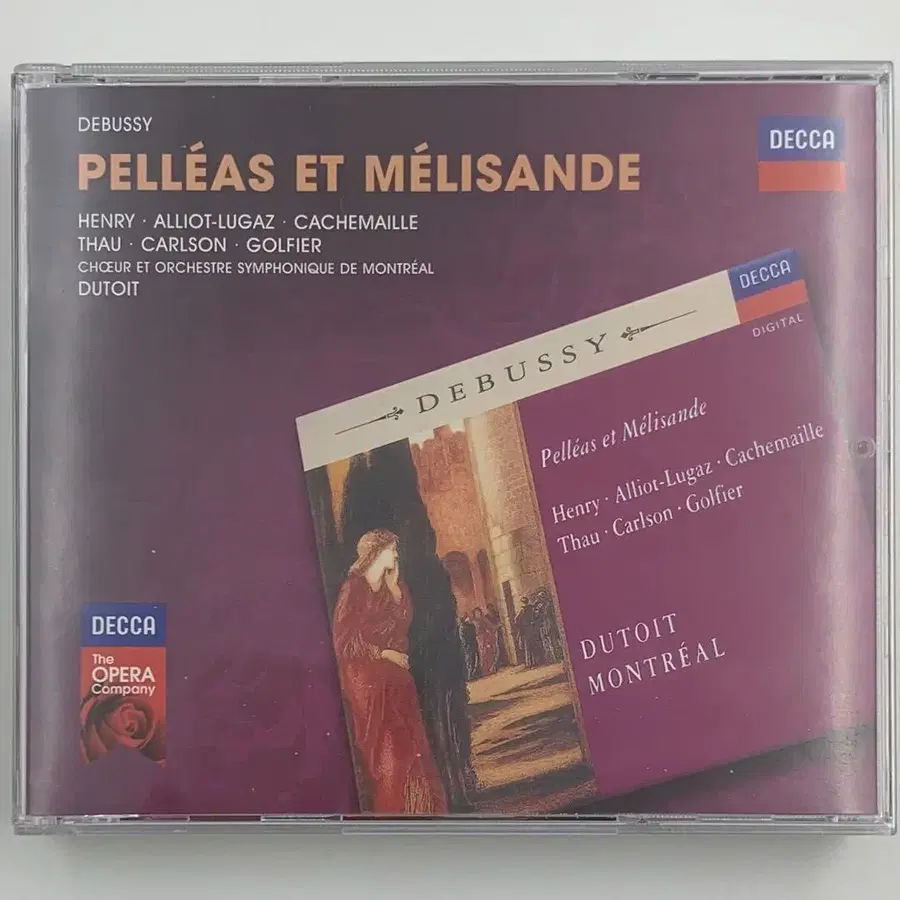 DEBUSSY
PELLÉAS ET MÉLISANDE
HENRY · ALLIOT-LUGAZ · CACHEMAILLE
THAU · CARLSON · GOLFIER
CHŒUR ET ORCHESTRE SYMPHONIQUE DE MONTRÉAL
DUTOIT
DECCA
DECCA
DIGITAL
DEBUSSY
Pelléas et Mélisande
Henry · Alliot-Lugaz · Cachemaille
Thau · Carlson · Golfier
DUTOIT
MONTRÉAL
DECCA
The
OPERA
Company